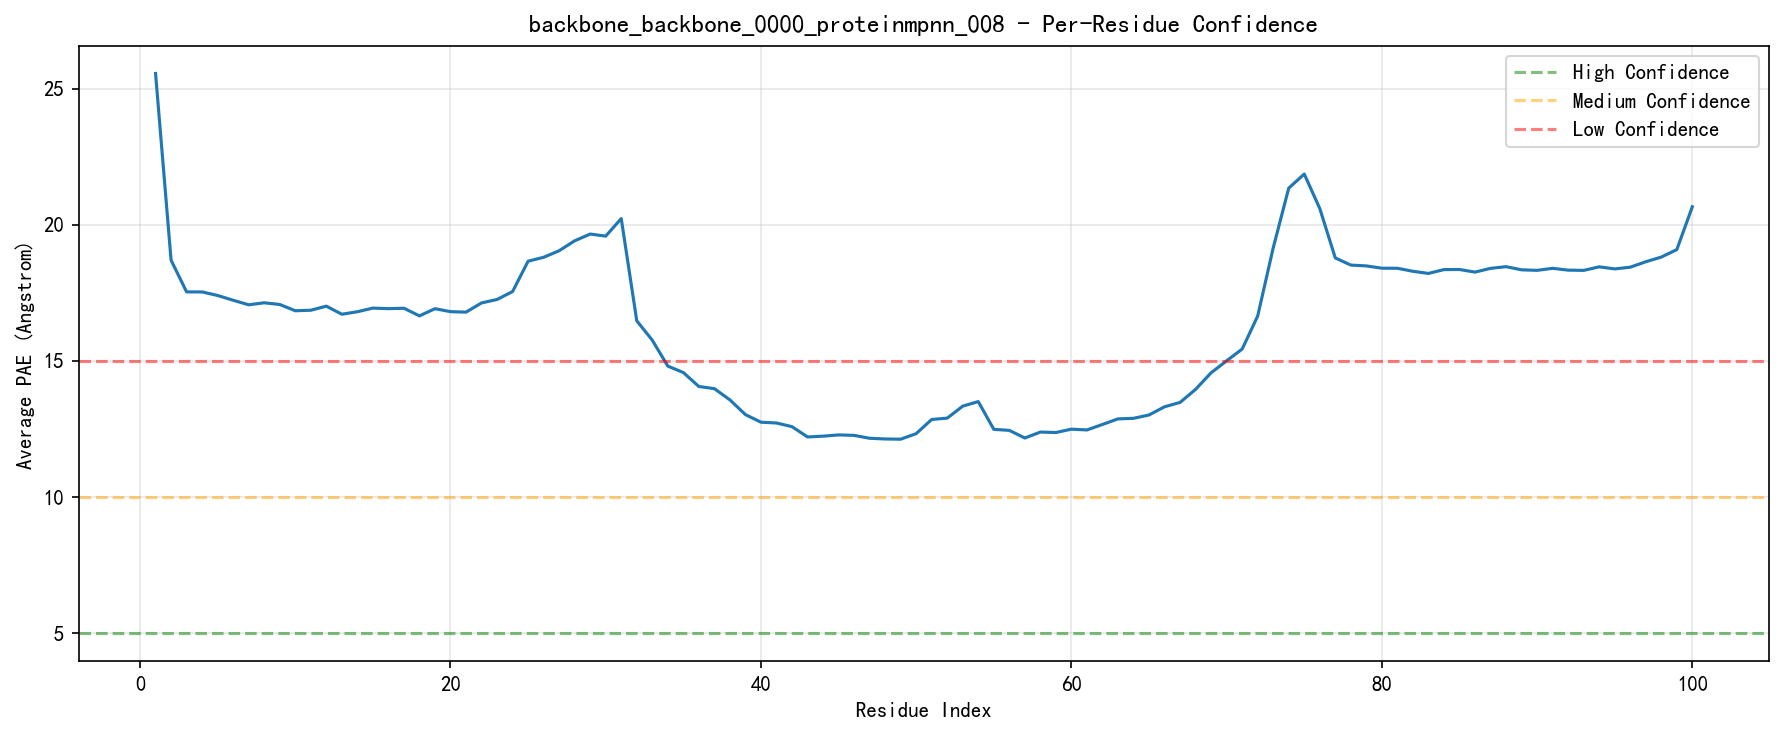 backbone_backbone_0000_proteinmpnn_008 - Per-Residue Confidence
High Confidence
Medium Confidence
Low Confidence
25
20
15
10
5
Average PAE (Angstrom)
0
20
40
60
80
100
Residue Index